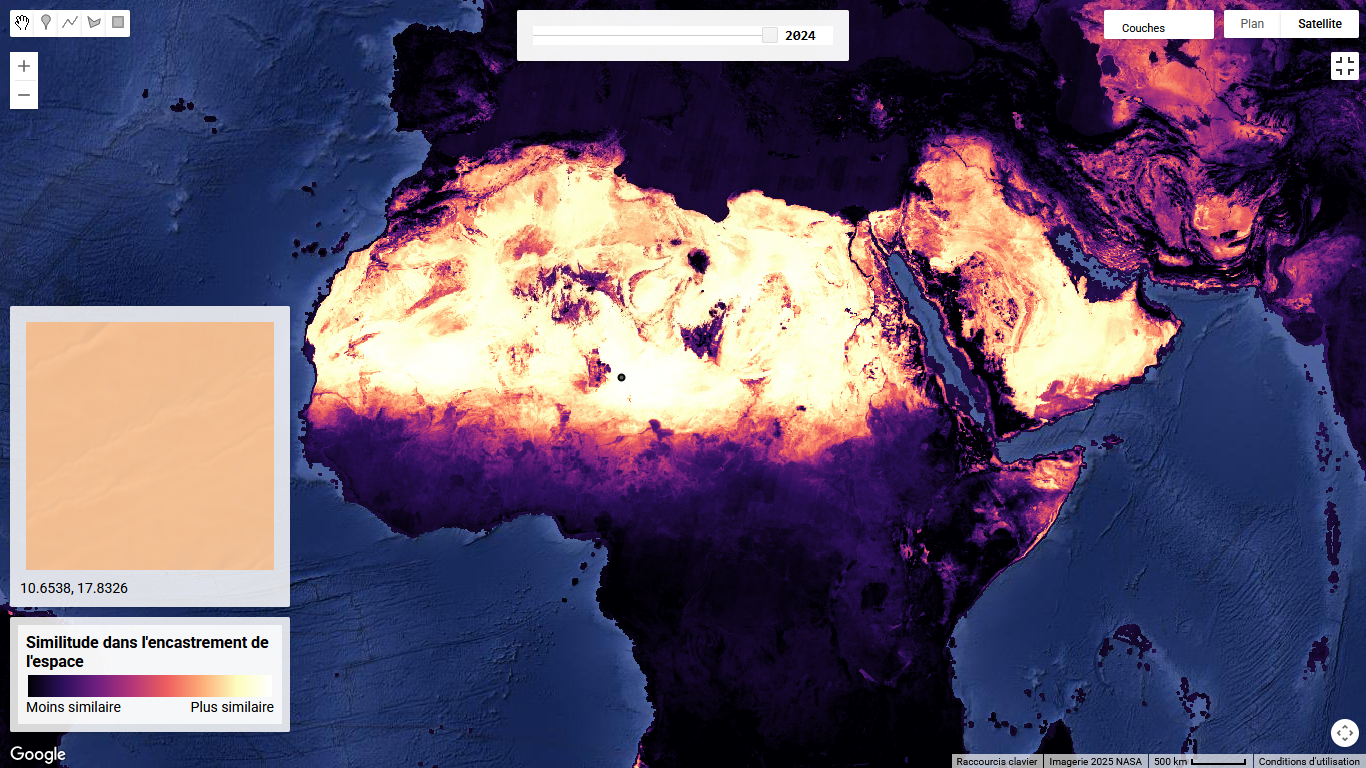 2024
Couches
Plan
Satellite
10.6538, 17.8326
Similitude dans l'encastrement de
l'espace
Moins similaire
Plus similaire
Google
Raccourcis clavier
Imagerie 2025 NASA
500 km
Conditions d'utilisation